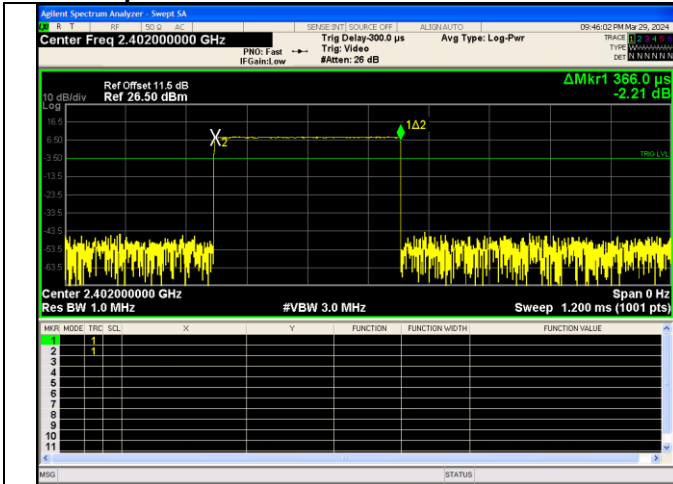 Agilent Spectrum Analyzer - Swept SA
R T RF 50 Ω AC SENSE:INT SOURCE OFF ALIGNAUTO 09:46:02 PM Mar 29, 2024
Center Freq 2.402000000 GHz Trig Delay-300.0 µs Avg Type: Log-Pwr TRACE 1 2 3 4 5 6
PNO: Fast Trig: Video TYPE WWWWWW
IFGain:Low #Atten: 26 dB DET N N N N N N
ΔMkr1 366.0 µs
Ref Offset 11.5 dB -2.21 dB
10 dB/div Ref 26.50 dBm
Log
16.5
6.50
-3.50
-13.5
-23.5
-33.5
-43.5
-53.5
-63.5
1Δ2
X2
TRIG LVL
Center 2.402000000 GHz Span 0 Hz
Res BW 1.0 MHz #VBW 3.0 MHz Sweep 1.200 ms (1001 pts)
MKR MODE TRC SCL X Y FUNCTION FUNCTION WIDTH FUNCTION VALUE
1 1
2 1
3
4
5
6
7
8
9
10
11
MSG STATUS